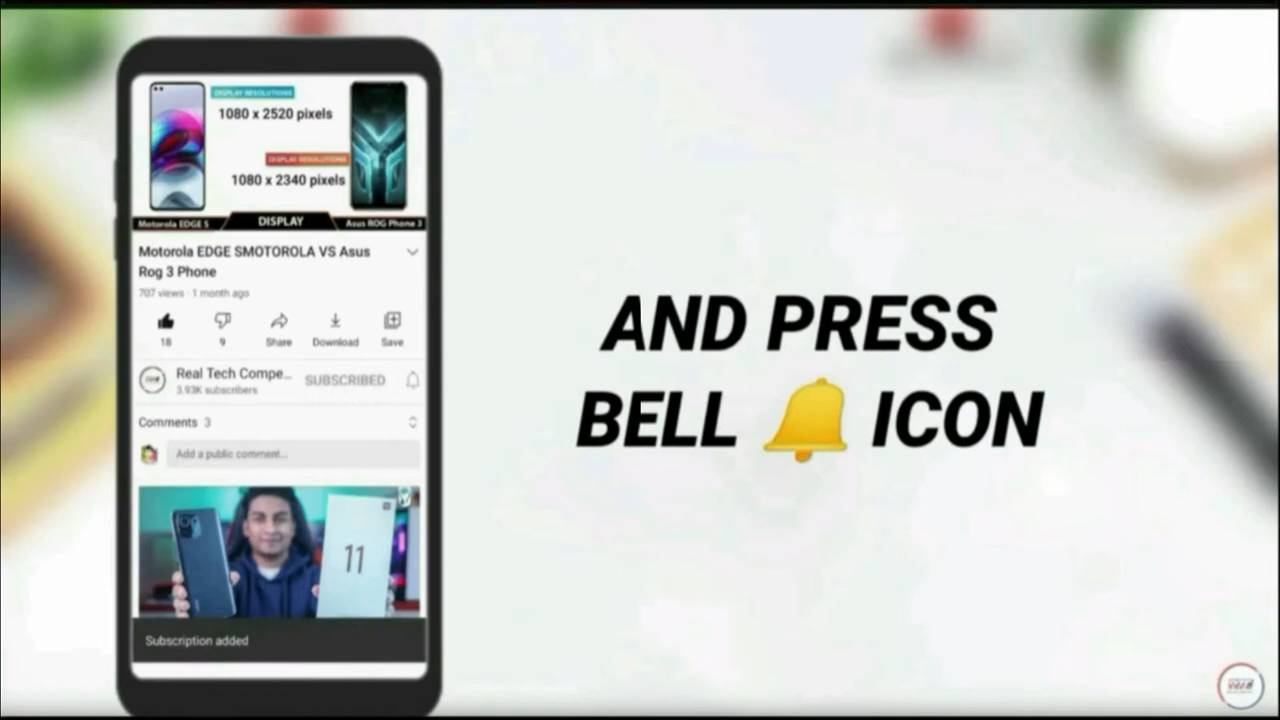 DISPLAY RESOLUTIONS
1080 x 2520 pixels
DISPLAY RESOLUTIONS
1080 x 2340 pixels
Motorola EDGE S
DISPLAY
Asus ROG Phone 3
Motorola EDGE SMOTOROLA VS Asus
Rog 3 Phone
707 views · 1 month ago
18
9
Share
Download
Save
Real Tech Compe...
SUBSCRIBED
3.93K subscribers
Comments 3
Add a public comment...
11
Subscription added
AND PRESS
BELL 🔔 ICON